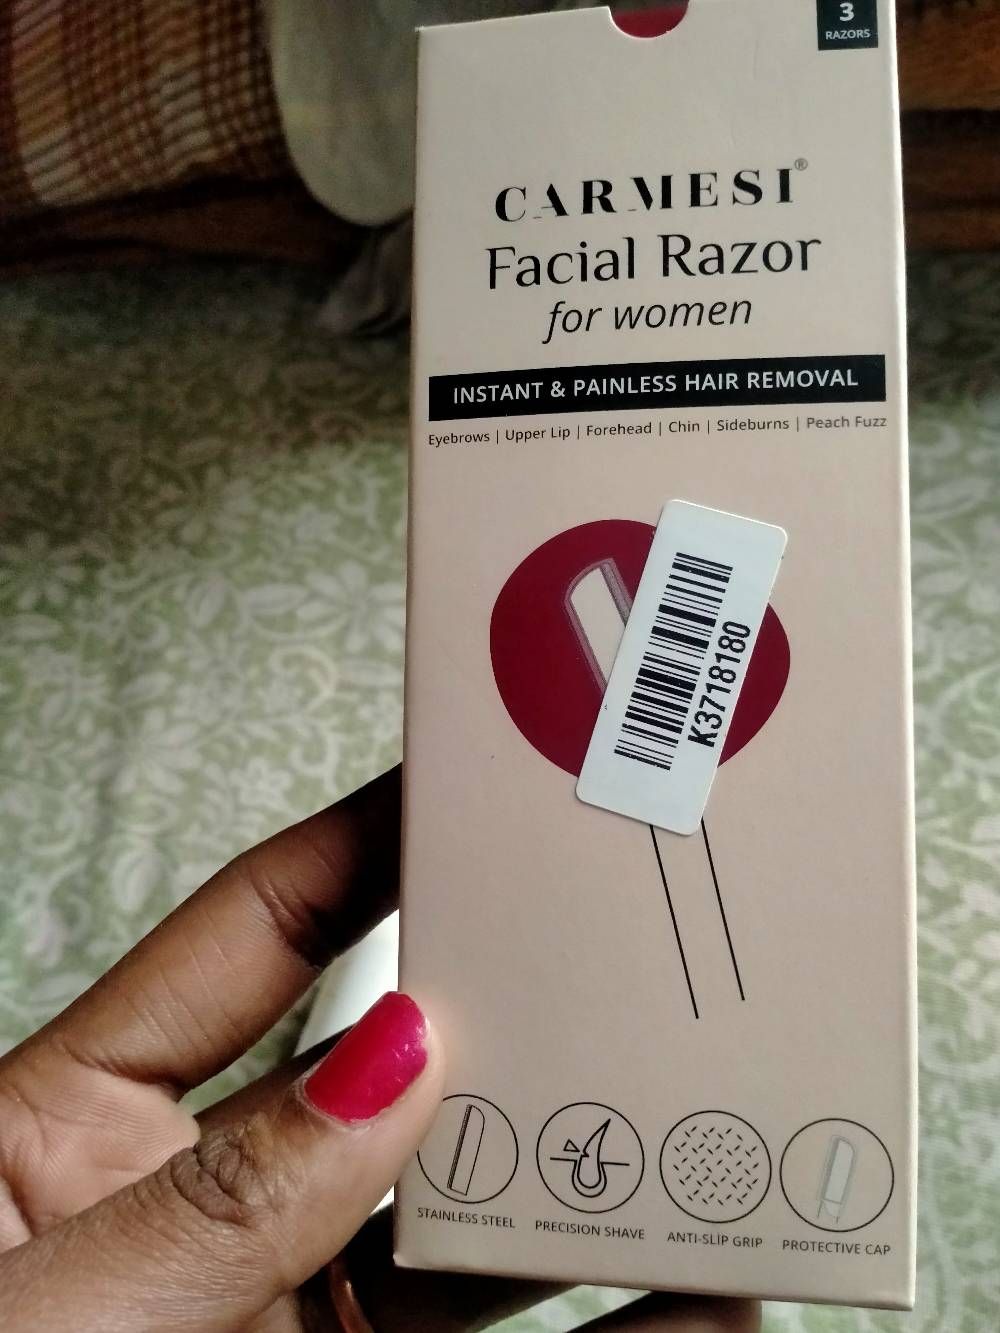 3
RAZORS
CARMESI®
Facial Razor
for women
INSTANT & PAINLESS HAIR REMOVAL
Eyebrows | Upper Lip | Forehead | Chin | Sideburns | Peach Fuzz
K3718180
STAINLESS STEEL
PRECISION SHAVE
ANTI-SLIP GRIP
PROTECTIVE CAP